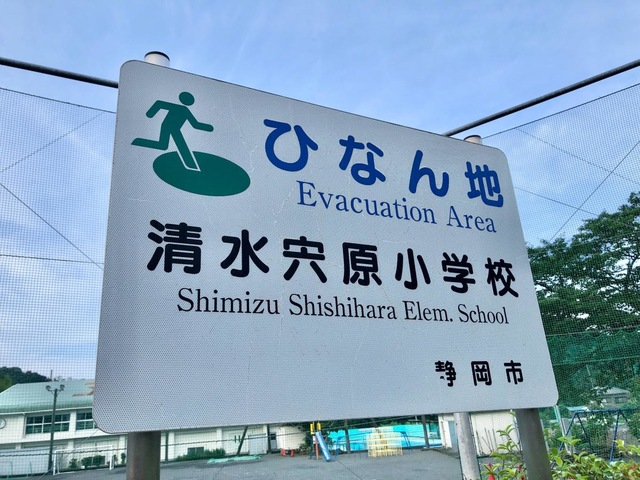 ひなん地
Evacuation Area
清水宍原小学校
Shimizu Shishihara Elem. School
静岡市